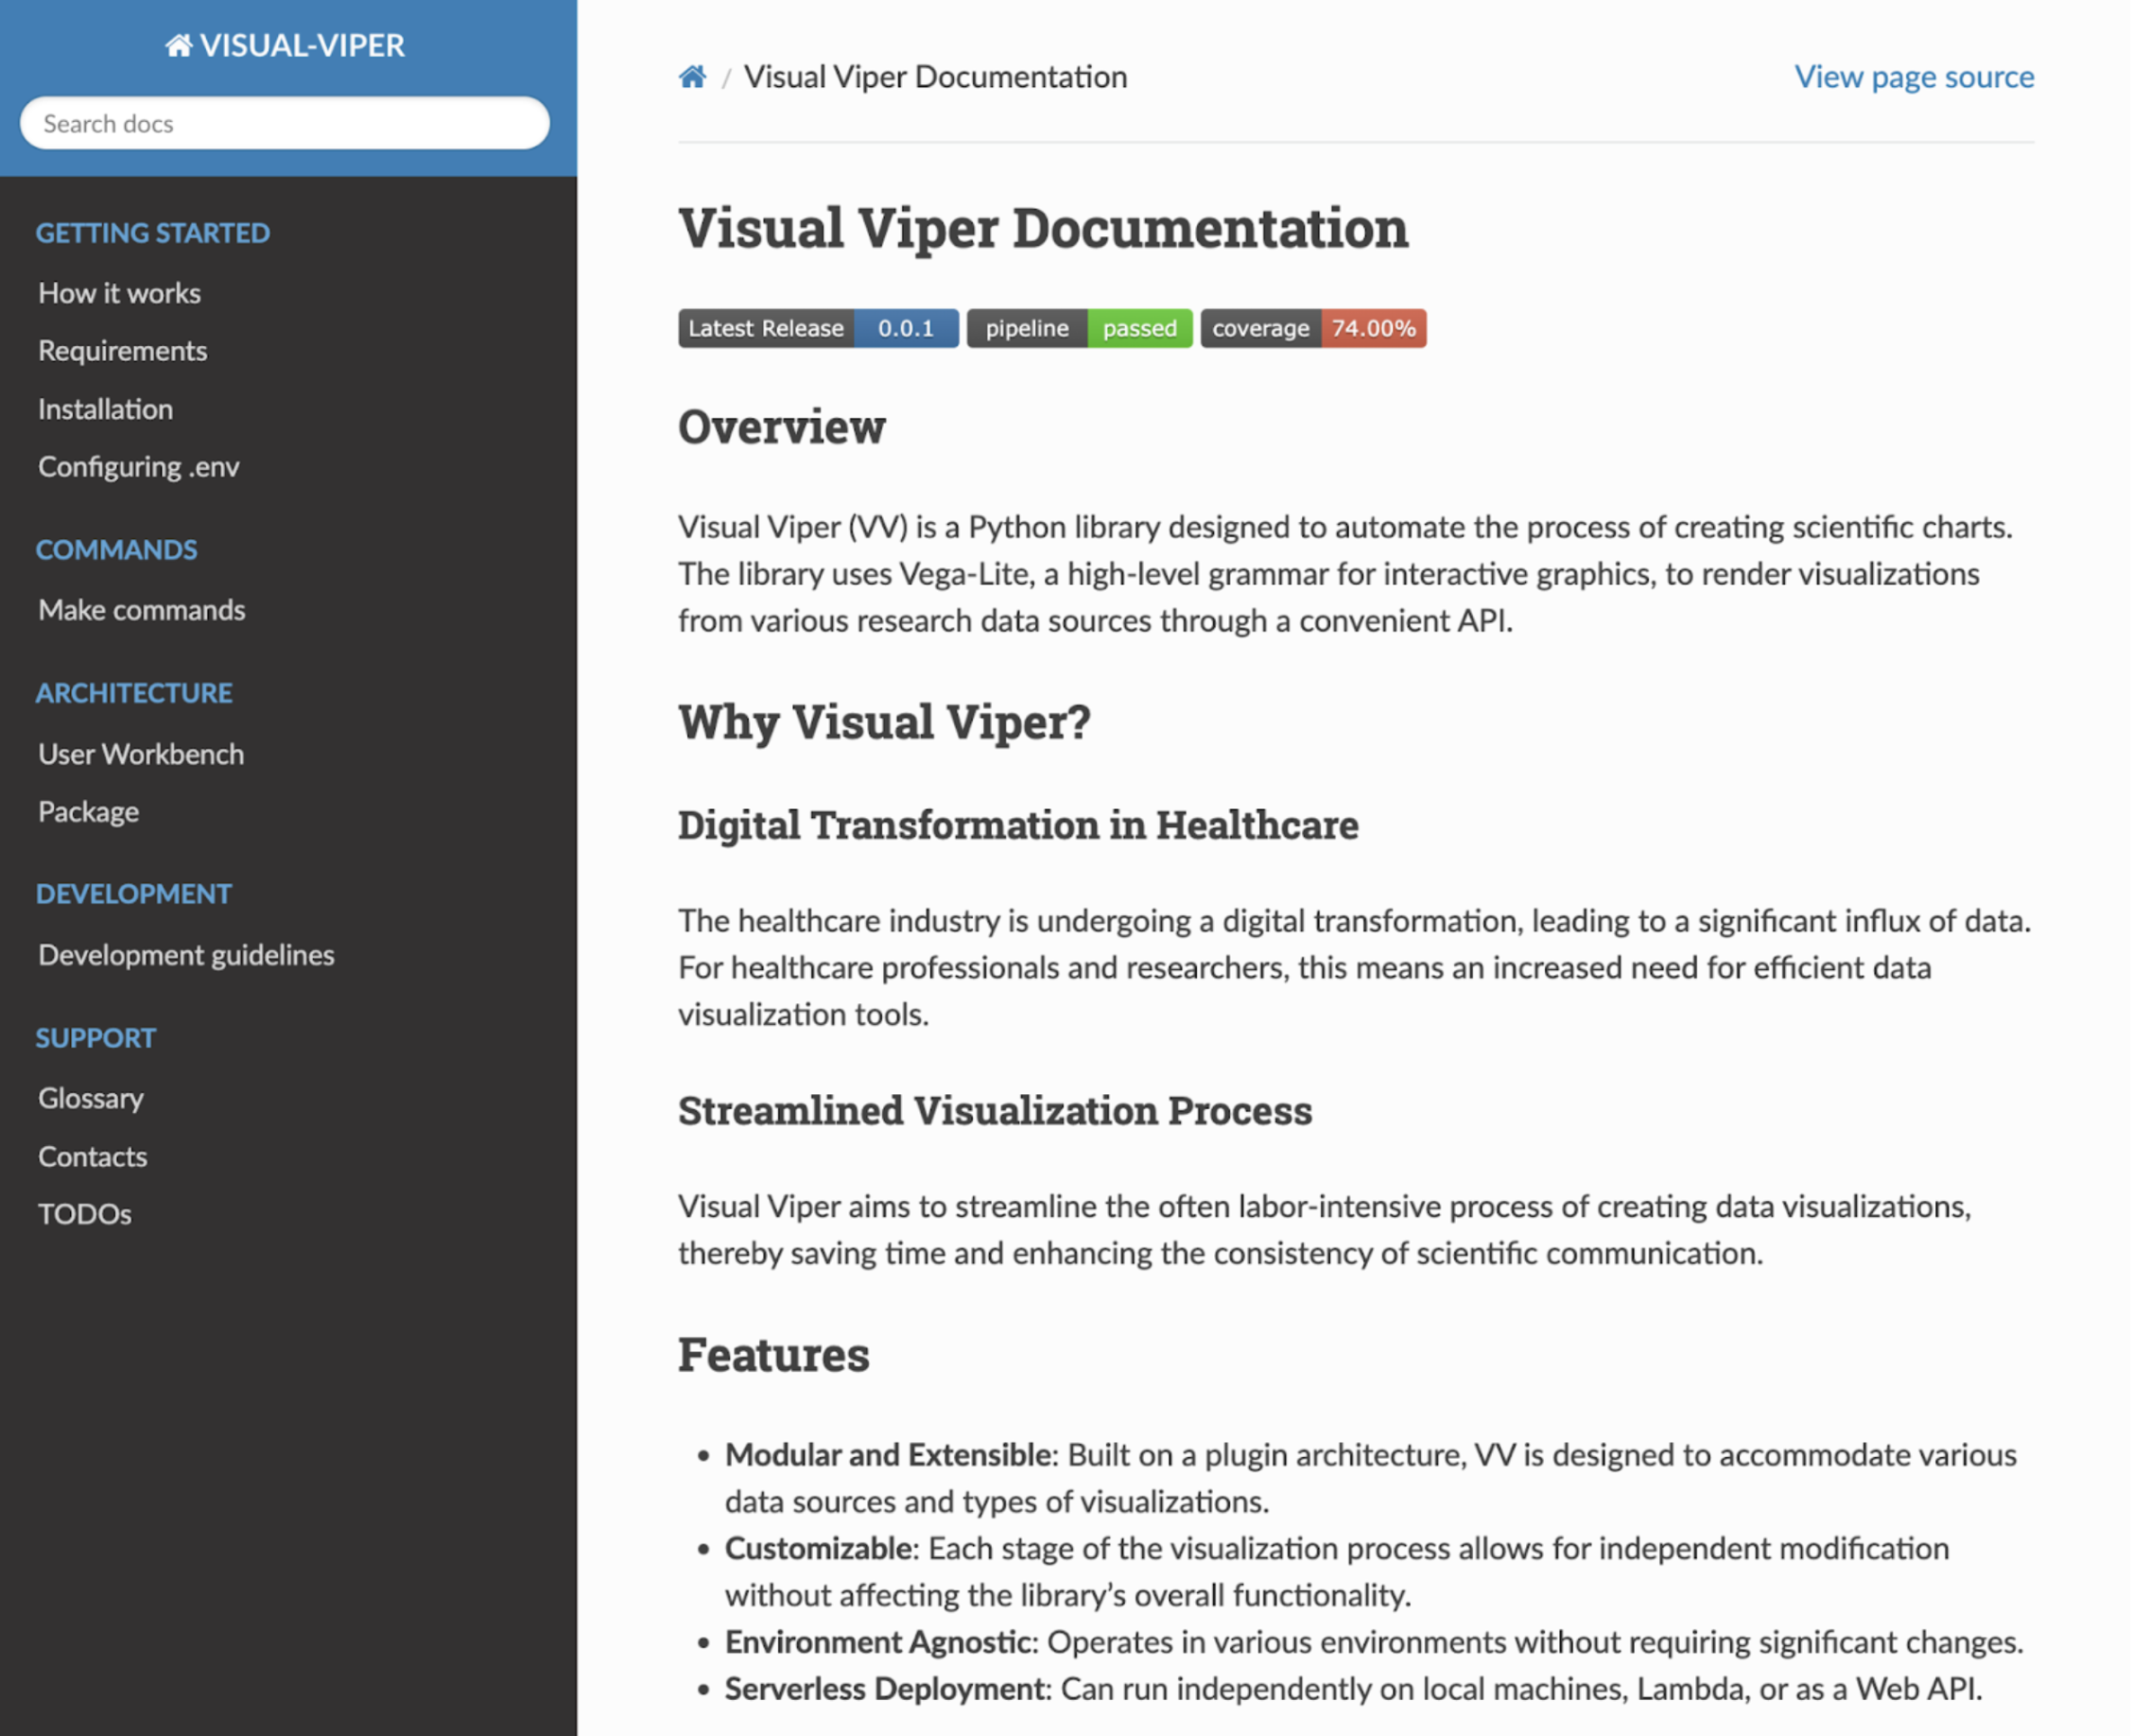 VISUAL-VIPER
Search docs
GETTING STARTED
How it works
Requirements
Installation
Configuring .env
COMMANDS
Make commands
ARCHITECTURE
User Workbench
Package
DEVELOPMENT
Development guidelines
SUPPORT
Glossary
Contacts
TODOs
/ Visual Viper Documentation
View page source
Visual Viper Documentation
Latest Release 0.0.1 pipeline passed coverage 74.00%
Overview
Visual Viper (VV) is a Python library designed to automate the process of creating scientific charts.
The library uses Vega-Lite, a high-level grammar for interactive graphics, to render visualizations
from various research data sources through a convenient API.
Why Visual Viper?
Digital Transformation in Healthcare
The healthcare industry is undergoing a digital transformation, leading to a significant influx of data.
For healthcare professionals and researchers, this means an increased need for efficient data
visualization tools.
Streamlined Visualization Process
Visual Viper aims to streamline the often labor-intensive process of creating data visualizations,
thereby saving time and enhancing the consistency of scientific communication.
Features
• Modular and Extensible: Built on a plugin architecture, VV is designed to accommodate various
data sources and types of visualizations.
• Customizable: Each stage of the visualization process allows for independent modification
without affecting the library’s overall functionality.
• Environment Agnostic: Operates in various environments without requiring significant changes.
• Serverless Deployment: Can run independently on local machines, Lambda, or as a Web API.